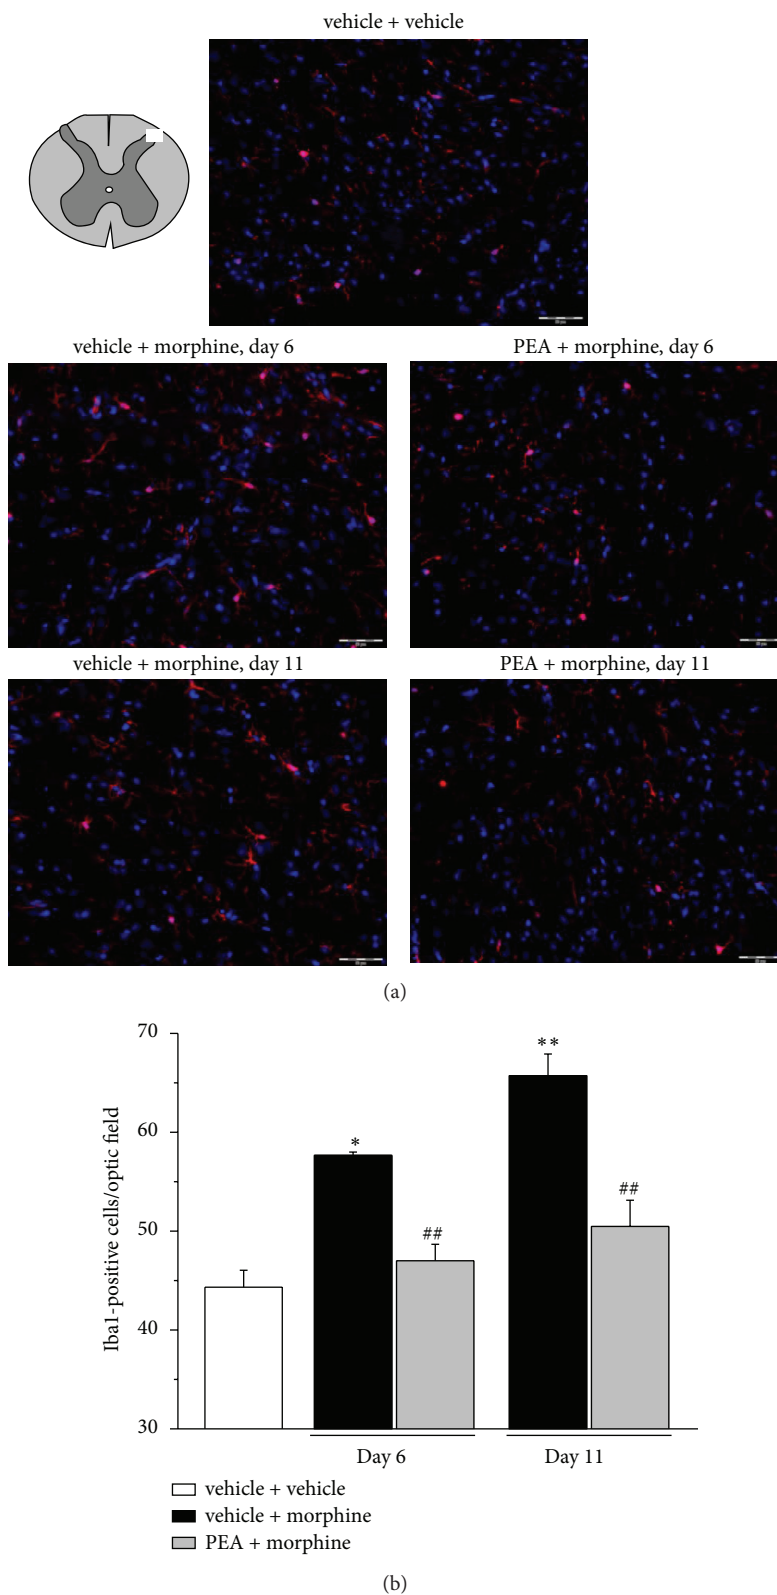 vehicle + vehicle
vehicle + morphine, day 6
PEA + morphine, day 6
vehicle + morphine, day 11
PEA + morphine, day 11
(a)
70
60
50
40
30
Iba1-positive cells/optic field
*
##
**
##
Day 6
Day 11
vehicle + vehicle
vehicle + morphine
PEA + morphine
(b)